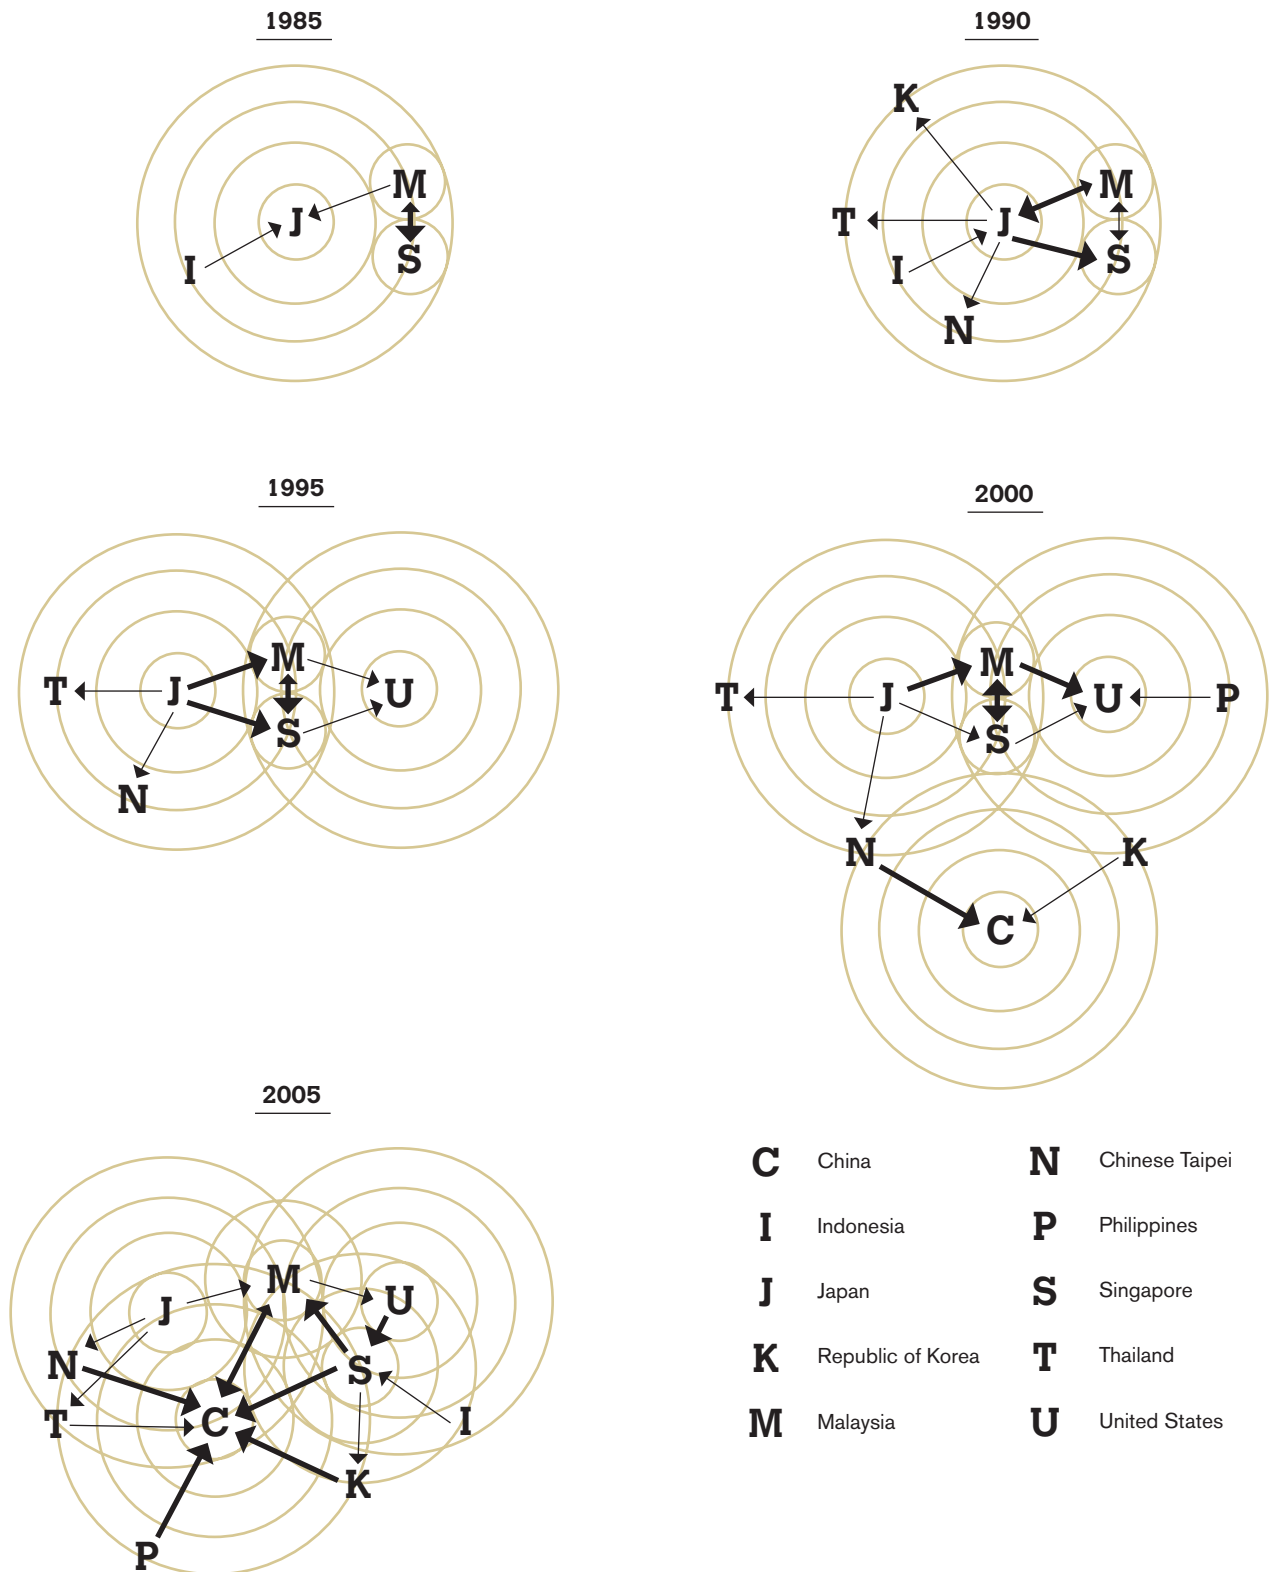 1985
1990
K
M
J
S
I
M
T
J
S
I
N
1995
2000
M
T
J
U
S
N
M
T
J
U
P
S
N
K
C
2005
M
J
U
N
S
T
C
I
K
P
C China
N Chinese Taipei
I Indonesia
P Philippines
J Japan
S Singapore
K Republic of Korea
T Thailand
M Malaysia
U United States